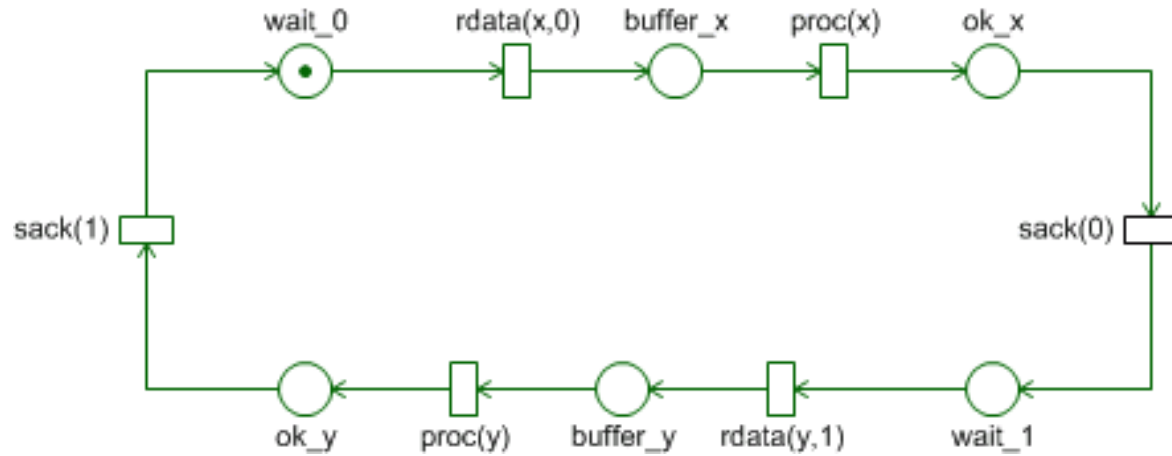 wait_0
rdata(x,0)
buffer_x
proc(x)
ok_x
sack(1)
sack(0)
ok_y
proc(y)
buffer_y
rdata(y,1)
wait_1